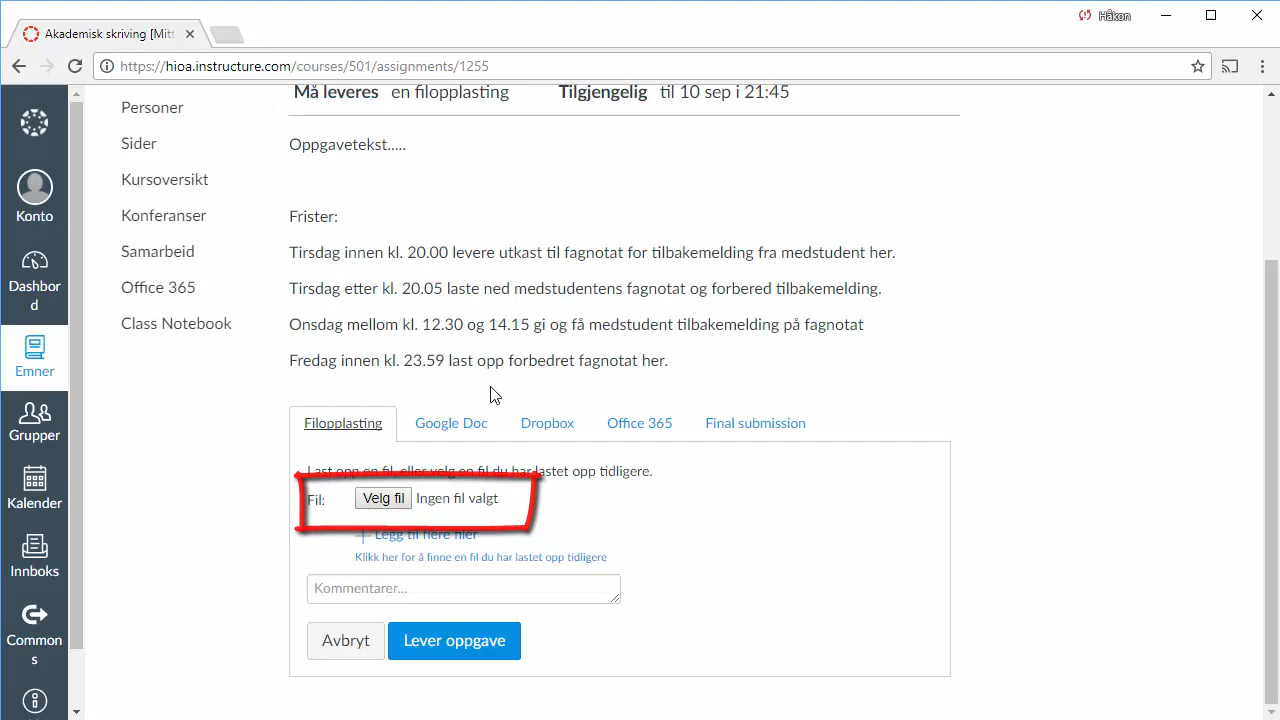 Håkon
Akademisk skriving [Mitt
https://hioa.instructure.com/courses/501/assignments/1255
Konto
Dashbor
d
Emner
Grupper
Kalender
Innboks
Common
s
Personer
Sider
Kursoversikt
Konferanser
Samarbeid
Office 365
Class Notebook
Må leveres en filopplasting Tilgjengelig til 10 sep i 21:45
Oppgavetekst.....
Frister:
Tirsdag innen kl. 20.00 levere utkast til fagnotat for tilbakemelding fra medstudent her.
Tirsdag etter kl. 20.05 laste ned medstudentens fagnotat og forbered tilbakemelding.
Onsdag mellom kl. 12.30 og 14.15 gi og få medstudent tilbakemelding på fagnotat
Fredag innen kl. 23.59 last opp forbedret fagnotat her.
Filopplasting Google Doc Dropbox Office 365 Final submission
Last opp en fil, eller velg en fil du har lastet opp tidligere.
Fil: Velg fil Ingen fil valgt
Legg til flere filer
Klikk her for å finne en fil du har lastet opp tidligere
Kommentarer...
Avbryt Lever oppgave